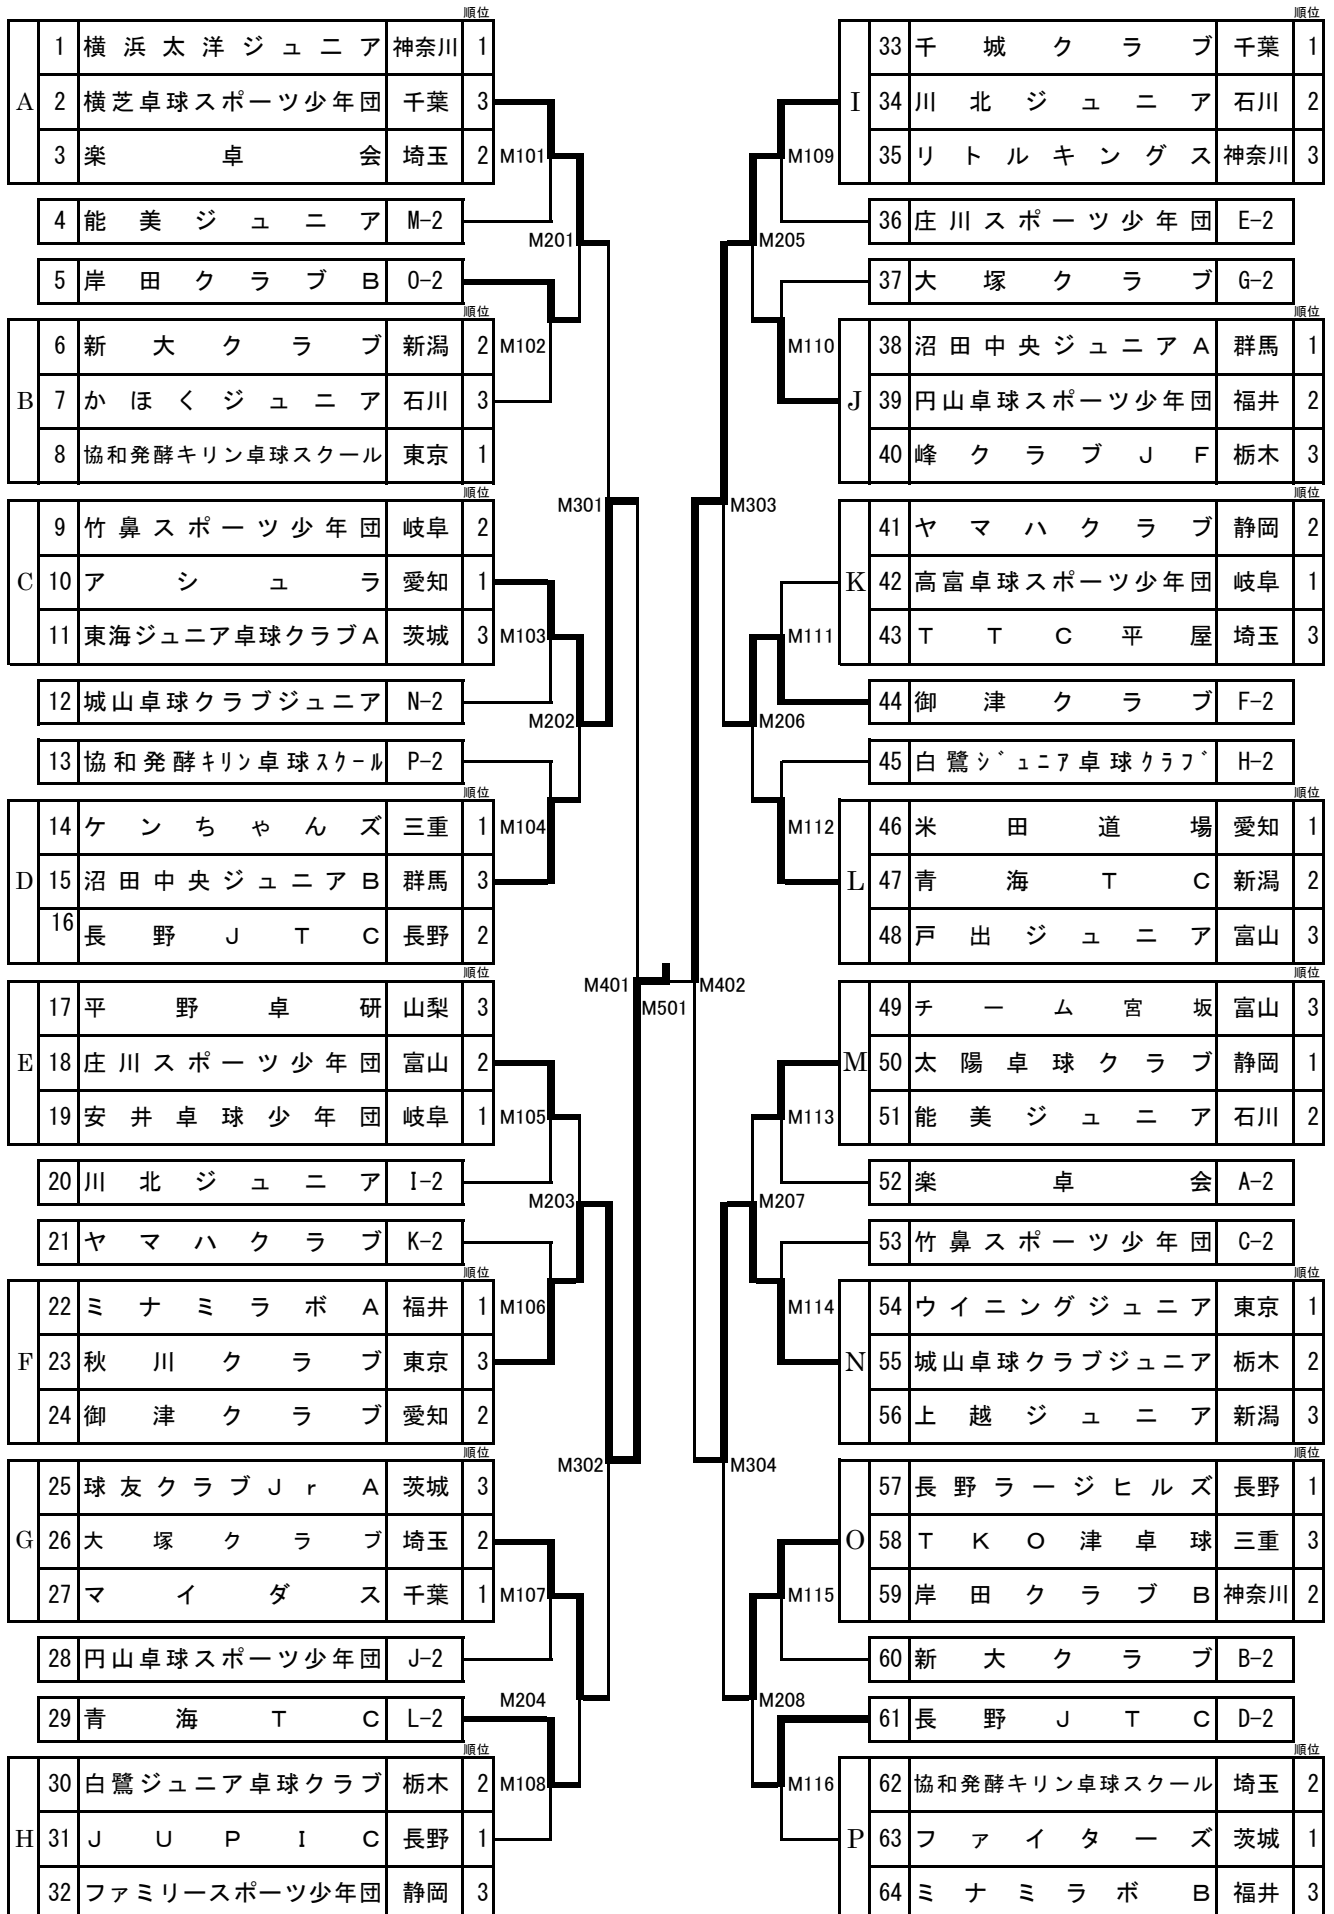 順位
A
1 横浜太洋ジュニア 神奈川 1
2 横芝卓球スポーツ少年団 千葉 3
3 楽卓会 埼玉 2 M101
4 能美ジュニア M-2
M201
5 岸田クラブB O-2
順位
B
6 新大クラブ 新潟 2 M102
7 かほくジュニア 石川 3
8 協和発酵キリン卓球スクール 東京 1
順位
M301
C
9 竹鼻スポーツ少年団 岐阜 2
10 アシュラ 愛知 1
11 東海ジュニア卓球クラブA 茨城 3 M103
12 城山卓球クラブジュニア N-2
M202
13 協和発酵キリン卓球スクール P-2
順位
D
14 ケンちゃんズ 三重 1 M104
15 沼田中央ジュニアB 群馬 3
16 長野JTC 長野 2
順位
M401
M501
M402
E
17 平野卓研 山梨 3
18 庄川スポーツ少年団 富山 2
19 安井卓球少年団 岐阜 1 M105
20 川北ジュニア I-2
M203
21 ヤマハクラブ K-2
順位
F
22 ミナミラボA 福井 1 M106
23 秋川クラブ 東京 3
24 御津クラブ 愛知 2
順位
M302
G
25 球友クラブJrA 茨城 3
26 大塚クラブ 埼玉 2
27 マイダス 千葉 1 M107
28 円山卓球スポーツ少年団 J-2
M204
29 青海TC L-2
順位
H
30 白鷺ジュニア卓球クラブ 栃木 2 M108
31 JUPIC 長野 1
32 ファミリースポーツ少年団 静岡 3
順位
I
33 千城クラブ 千葉 1
34 川北ジュニア 石川 2
M109 35 リトルキングス 神奈川 3
36 庄川スポーツ少年団 E-2
M205
37 大塚クラブ G-2
順位
J
M110 38 沼田中央ジュニアA 群馬 1
39 円山卓球スポーツ少年団 福井 2
40 峰クラブJF 栃木 3
順位
M303
K
41 ヤマハクラブ 静岡 2
42 高富卓球スポーツ少年団 岐阜 1
M111 43 TTC平屋 埼玉 3
44 御津クラブ F-2
M206
45 白鷺ジュニア卓球クラブ H-2
順位
L
M112 46 米田道場 愛知 1
47 青海TC 新潟 2
48 戸出ジュニア 富山 3
順位
M
49 チーム宮坂 富山 3
50 太陽卓球クラブ 静岡 1
M113 51 能美ジュニア 石川 2
52 楽卓会 A-2
M207
53 竹鼻スポーツ少年団 C-2
順位
N
M114 54 ウイニングジュニア 東京 1
55 城山卓球クラブジュニア 栃木 2
56 上越ジュニア 新潟 3
順位
M304
O
57 長野ラージヒルズ 長野 1
58 TKO津卓球 三重 3
M115 59 岸田クラブB 神奈川 2
60 新大クラブ B-2
M208
61 長野JTC D-2
順位
P
M116 62 協和発酵キリン卓球スクール 埼玉 2
63 ファイターズ 茨城 1
64 ミナミラボB 福井 3